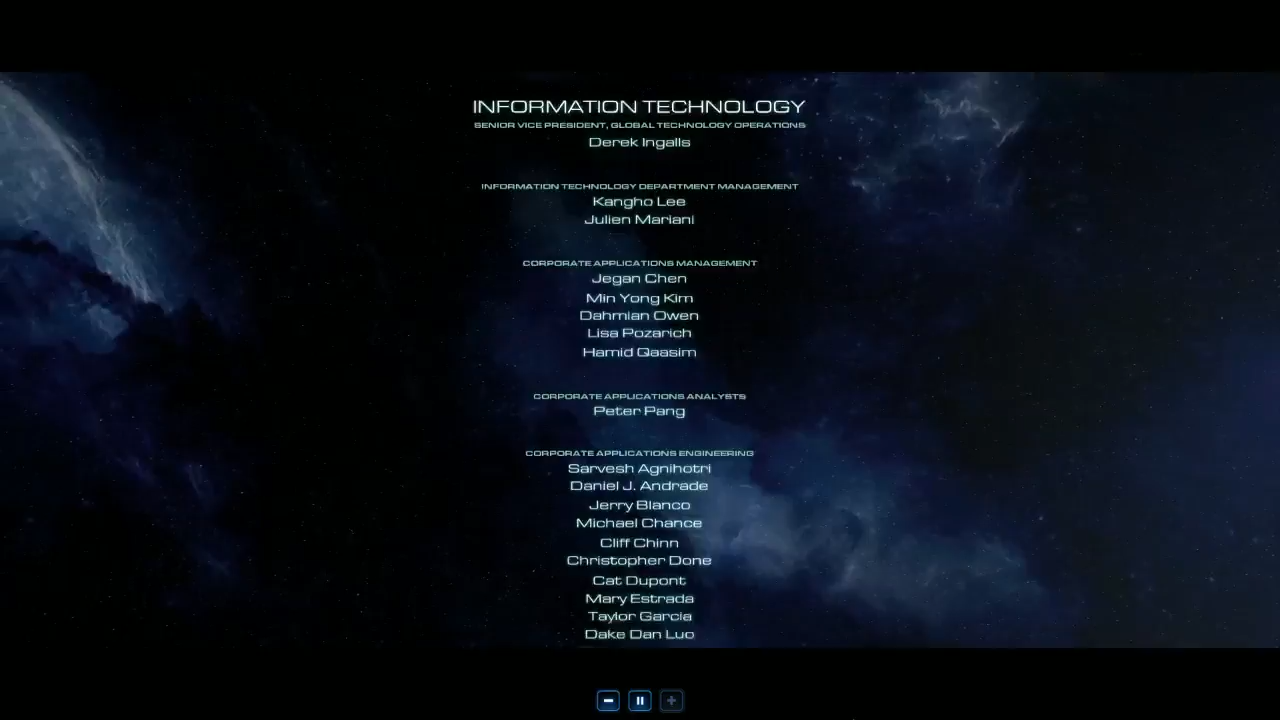 INFORMATION TECHNOLOGY
SENIOR VICE PRESIDENT, GLOBAL TECHNOLOGY OPERATIONS
Derek Ingalls
INFORMATION TECHNOLOGY DEPARTMENT MANAGEMENT
Kangho Lee
Julien Mariani
CORPORATE APPLICATIONS MANAGEMENT
Jegan Chen
Min Yong Kim
Dahmian Owen
Lisa Pozarich
Hamid Qaasim
CORPORATE APPLICATIONS ANALYSTS
Peter Pang
CORPORATE APPLICATIONS ENGINEERING
Sarvesh Agnihotri
Daniel J. Andrade
Jerry Blanco
Michael Chance
Cliff Chinn
Christopher Done
Cat Dupont
Mary Estrada
Taylor Garcia
Dake Dan Luo